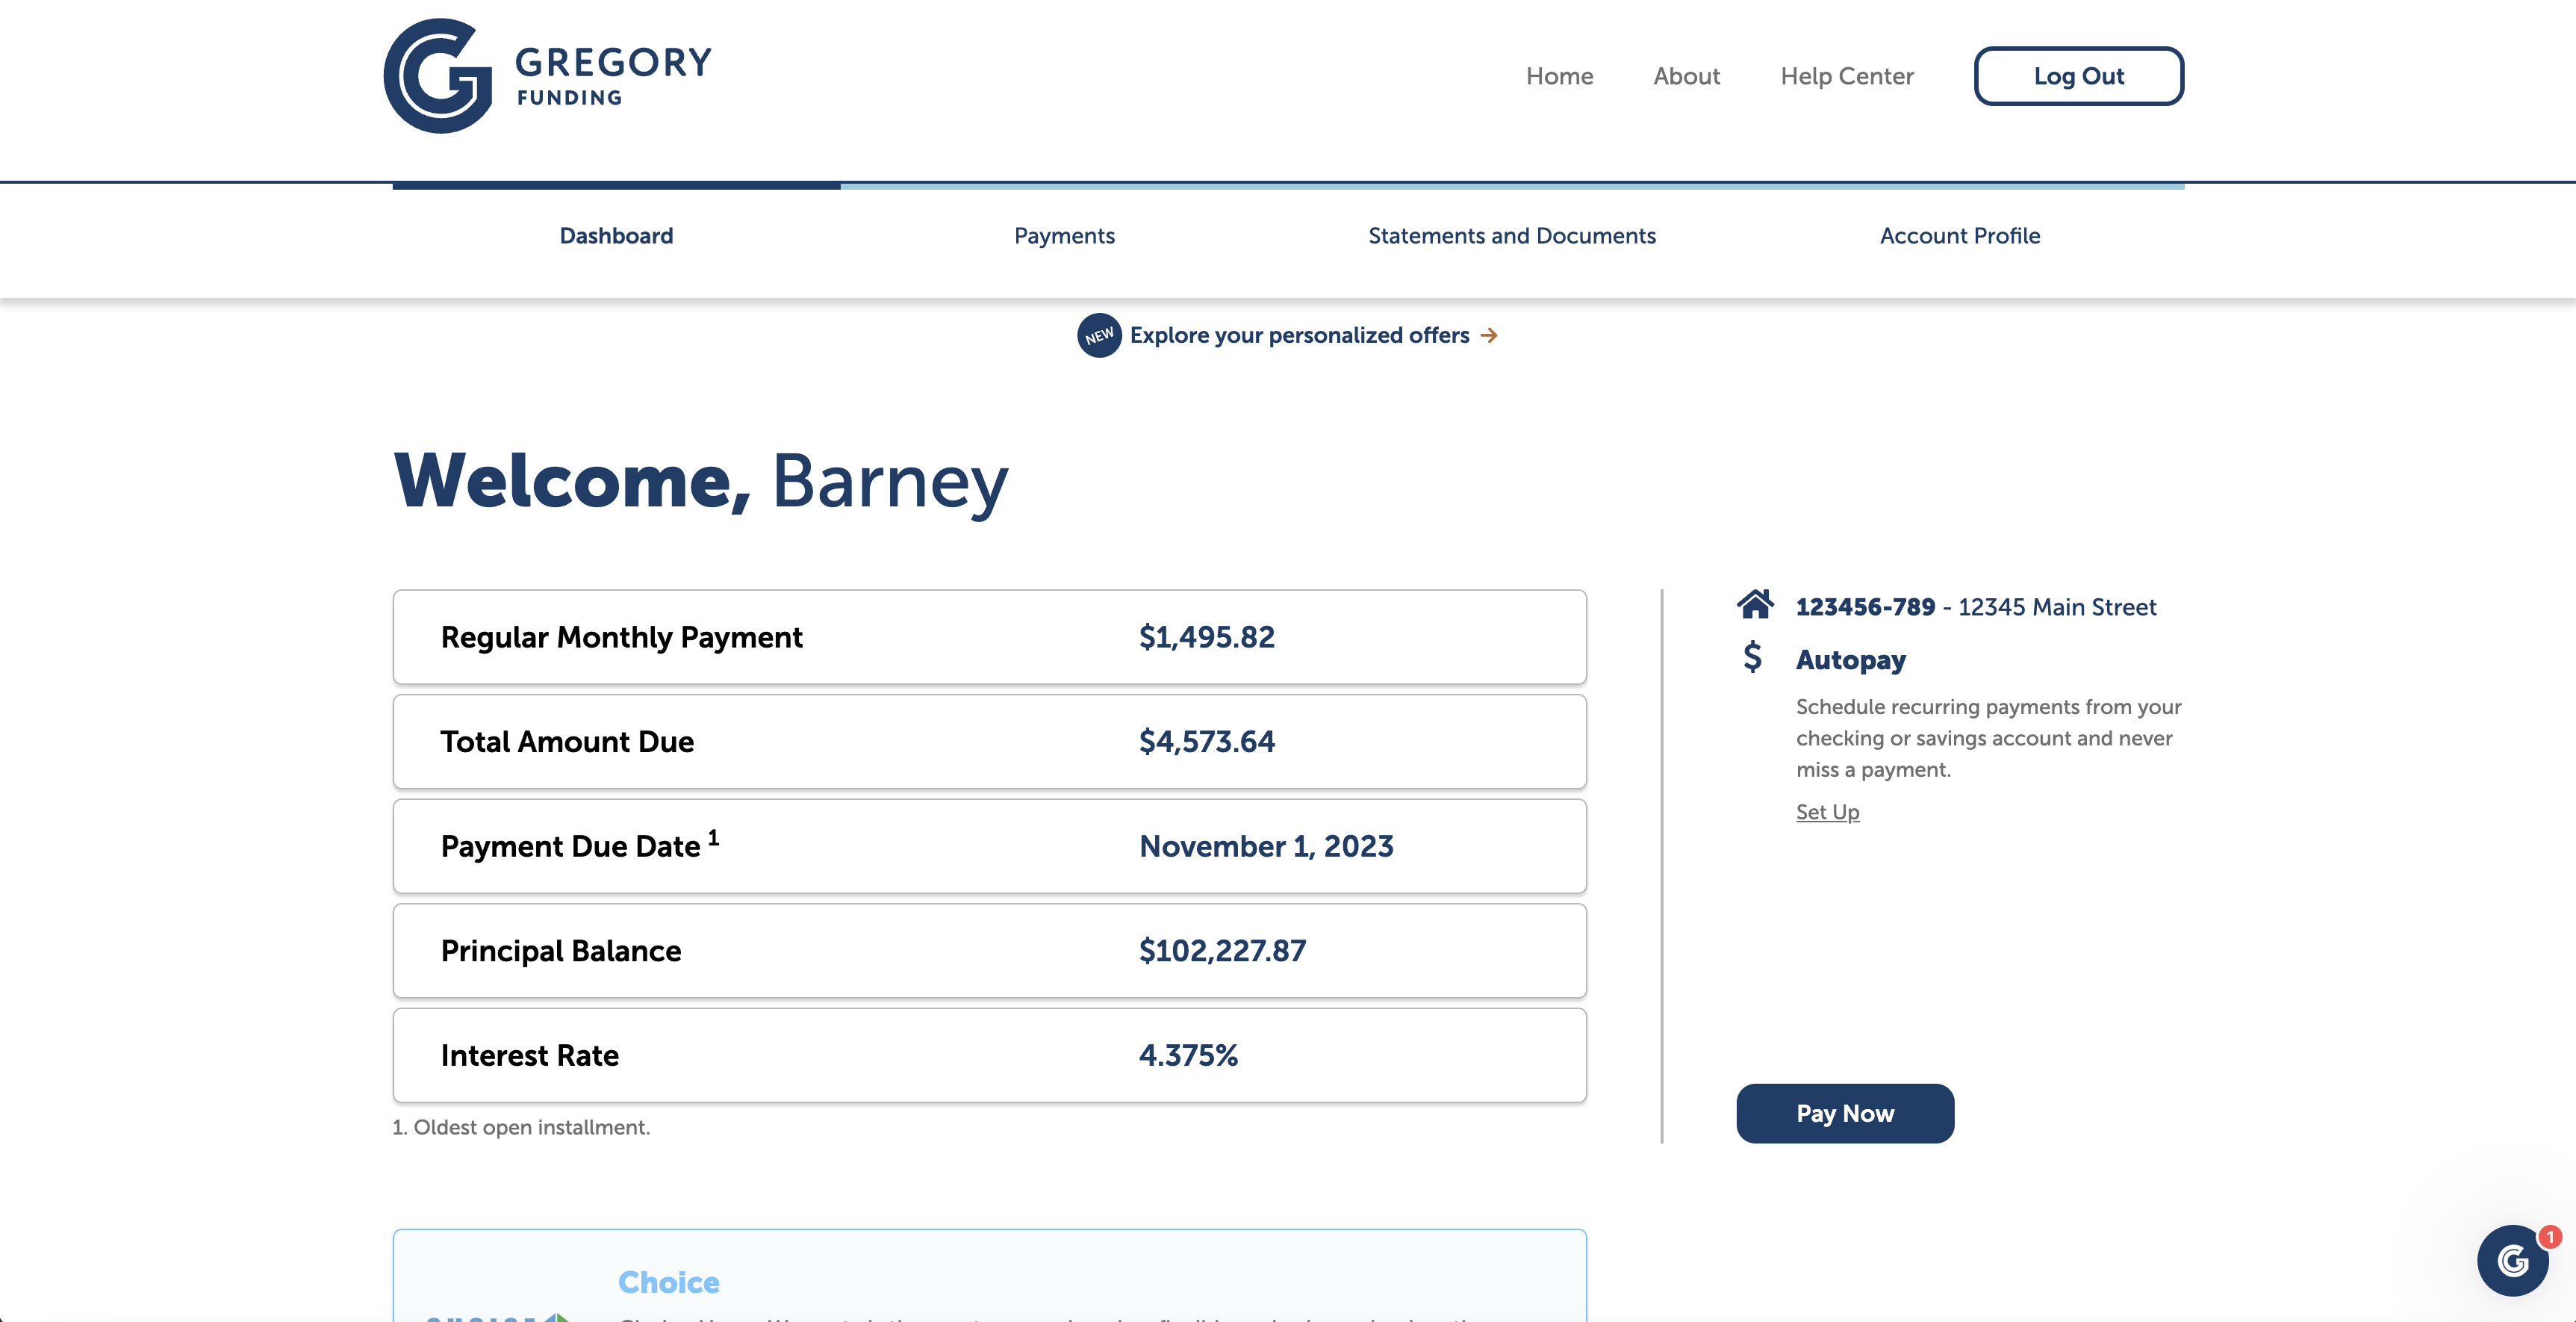 GREGORY
FUNDING
Home
About
Help Center
Log Out
Dashboard
Payments
Statements and Documents
Account Profile
NEW
Explore your personalized offers →
Welcome, Barney
Regular Monthly Payment
$1,495.82
Total Amount Due
$4,573.64
Payment Due Date 1
November 1, 2023
Principal Balance
$102,227.87
Interest Rate
4.375%
1. Oldest open installment.
123456-789 - 12345 Main Street
$
Autopay
Schedule recurring payments from your
checking or savings account and never
miss a payment.
Set Up
Pay Now
1
Choice